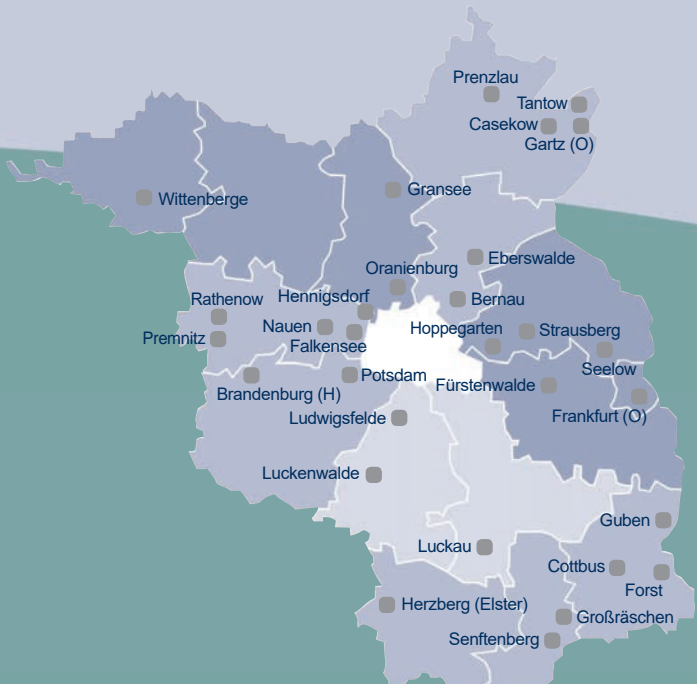 Prenzlau
Tantow
Casekow
Gartz (O)
Wittenberge
Gransee
Eberswalde
Oranienburg
Rathenow
Hennigsdorf
Bernau
Nauen
Hoppegarten
Strausberg
Premnitz
Falkensee
Seelow
Potsdam
Fürstenwalde
Brandenburg (H)
Ludwigsfelde
Frankfurt (O)
Luckenwalde
Guben
Luckau
Cottbus
Forst
Herzberg (Elster)
Großräschen
Senftenberg